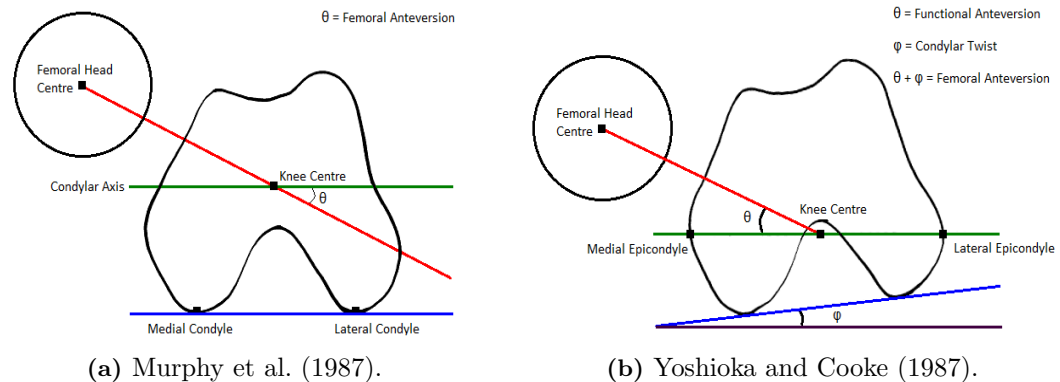 θ = Femoral Anteversion
Femoral Head
Centre
Condylar Axis
Knee Centre
θ
Medial Condyle
Lateral Condyle
(a) Murphy et al. (1987).
θ = Functional Anteversion
φ = Condylar Twist
θ + φ = Femoral Anteversion
Femoral Head
Centre
Knee Centre
θ
Medial Epicondyle
Lateral Epicondyle
φ
(b) Yoshioka and Cooke (1987).